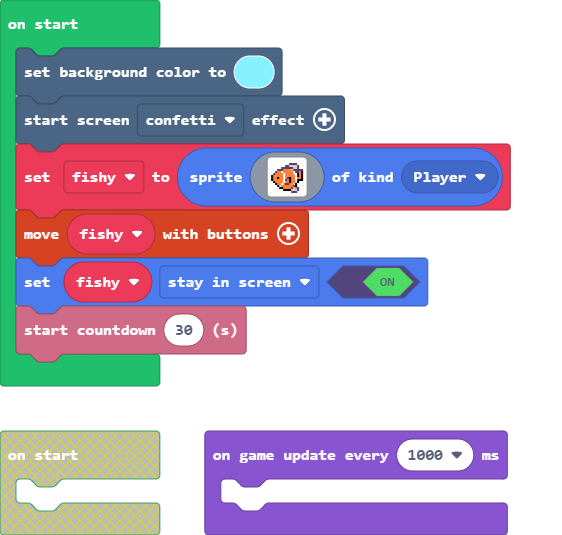 on start
set background color to
start screen confetti effect
set fishy to sprite of kind Player
move fishy with buttons
set fishy stay in screen ON
start countdown 30 (s)
on start
on game update every 1000 ms